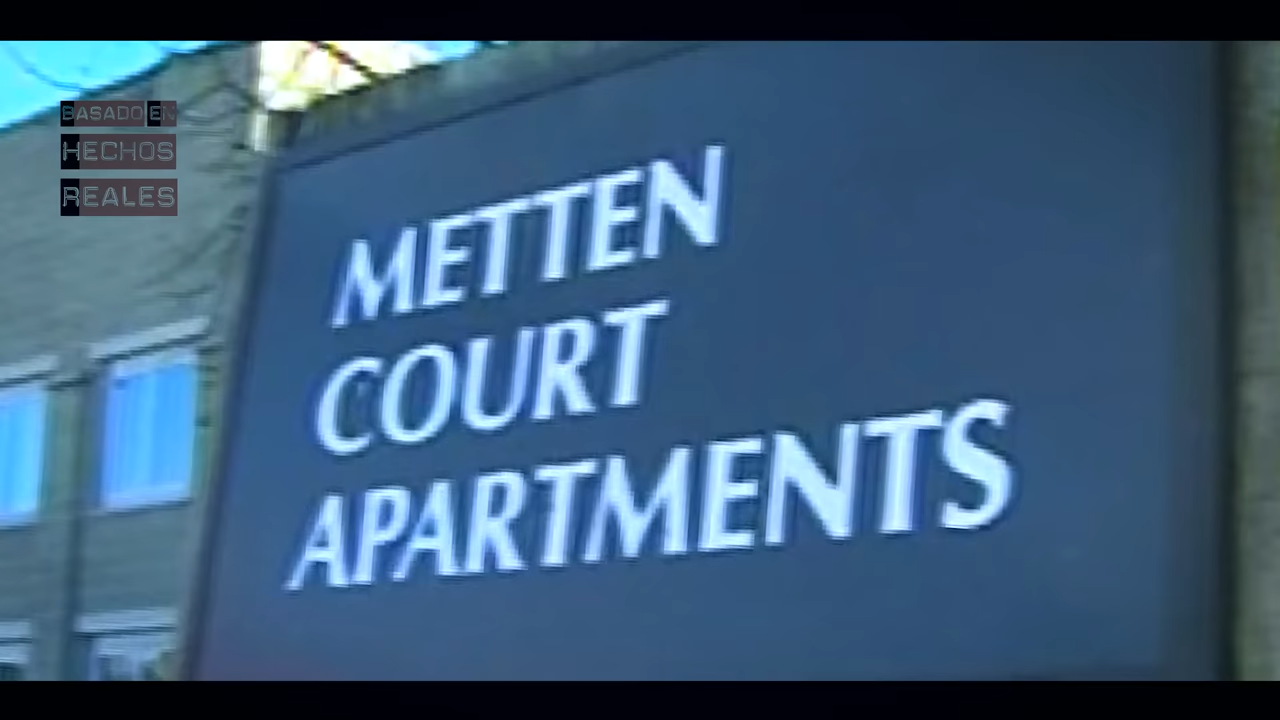 BASADO EN
HECHOS
REALES
METTEN
COURT
APARTMENTS